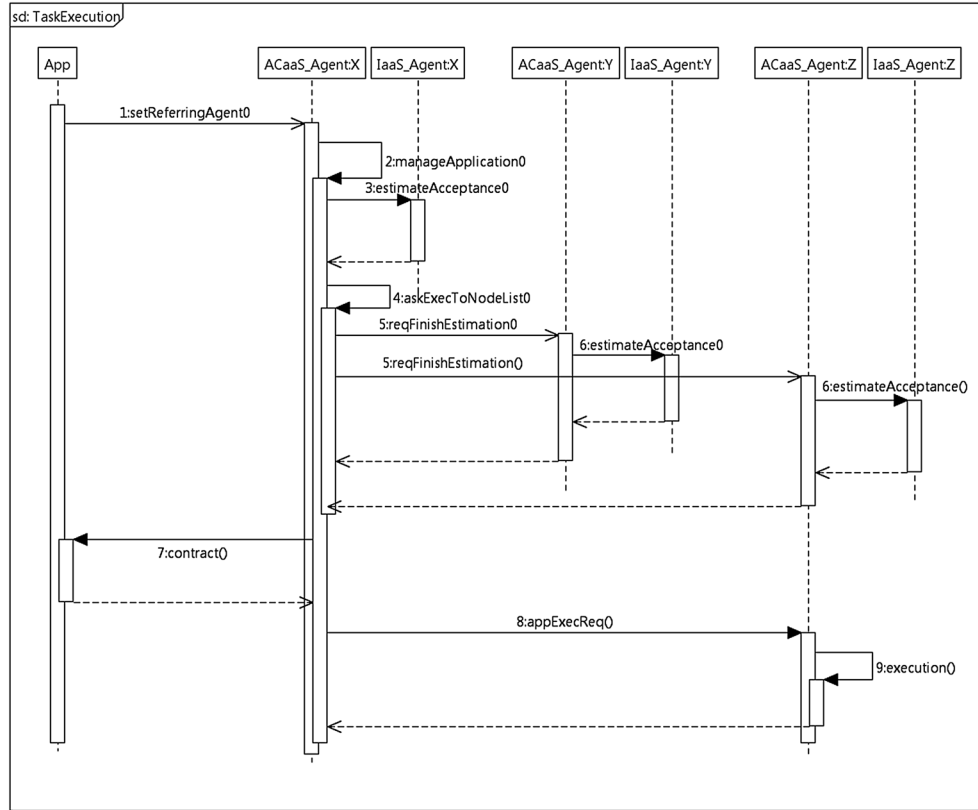 sd: TaskExecution
App
ACaaS_Agent:X
IaaS_Agent:X
ACaaS_Agent:Y
IaaS_Agent:Y
ACaaS_Agent:Z
IaaS_Agent:Z
1:setReferringAgent0
2:manageApplication0
3:estimateAcceptance0
4:askExecToNodeList0
5:reqFinishEstimation0
6:estimateAcceptance0
5:reqFinishEstimation()
6:estimateAcceptance()
7:contract()
8:appExecReq()
9:execution()